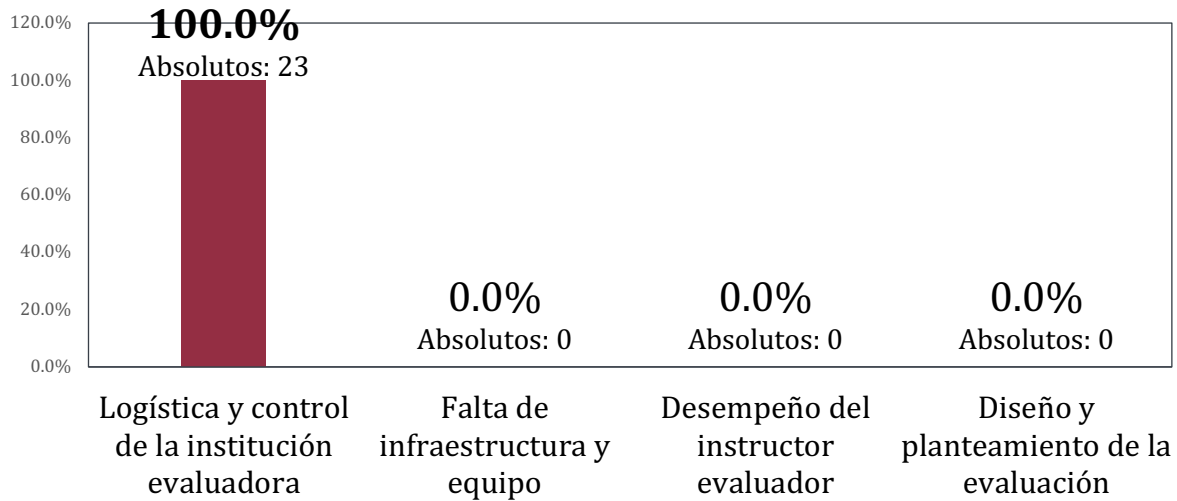 120.0%
100.0%
80.0%
60.0%
40.0%
20.0%
0.0%
100.0%
Absolutos: 23
0.0%
Absolutos: 0
0.0%
Absolutos: 0
0.0%
Absolutos: 0
Logística y control
de la institución
evaluadora
Falta de
infraestructura y
equipo
Desempeño del
instructor
evaluador
Diseño y
planteamiento de la
evaluación